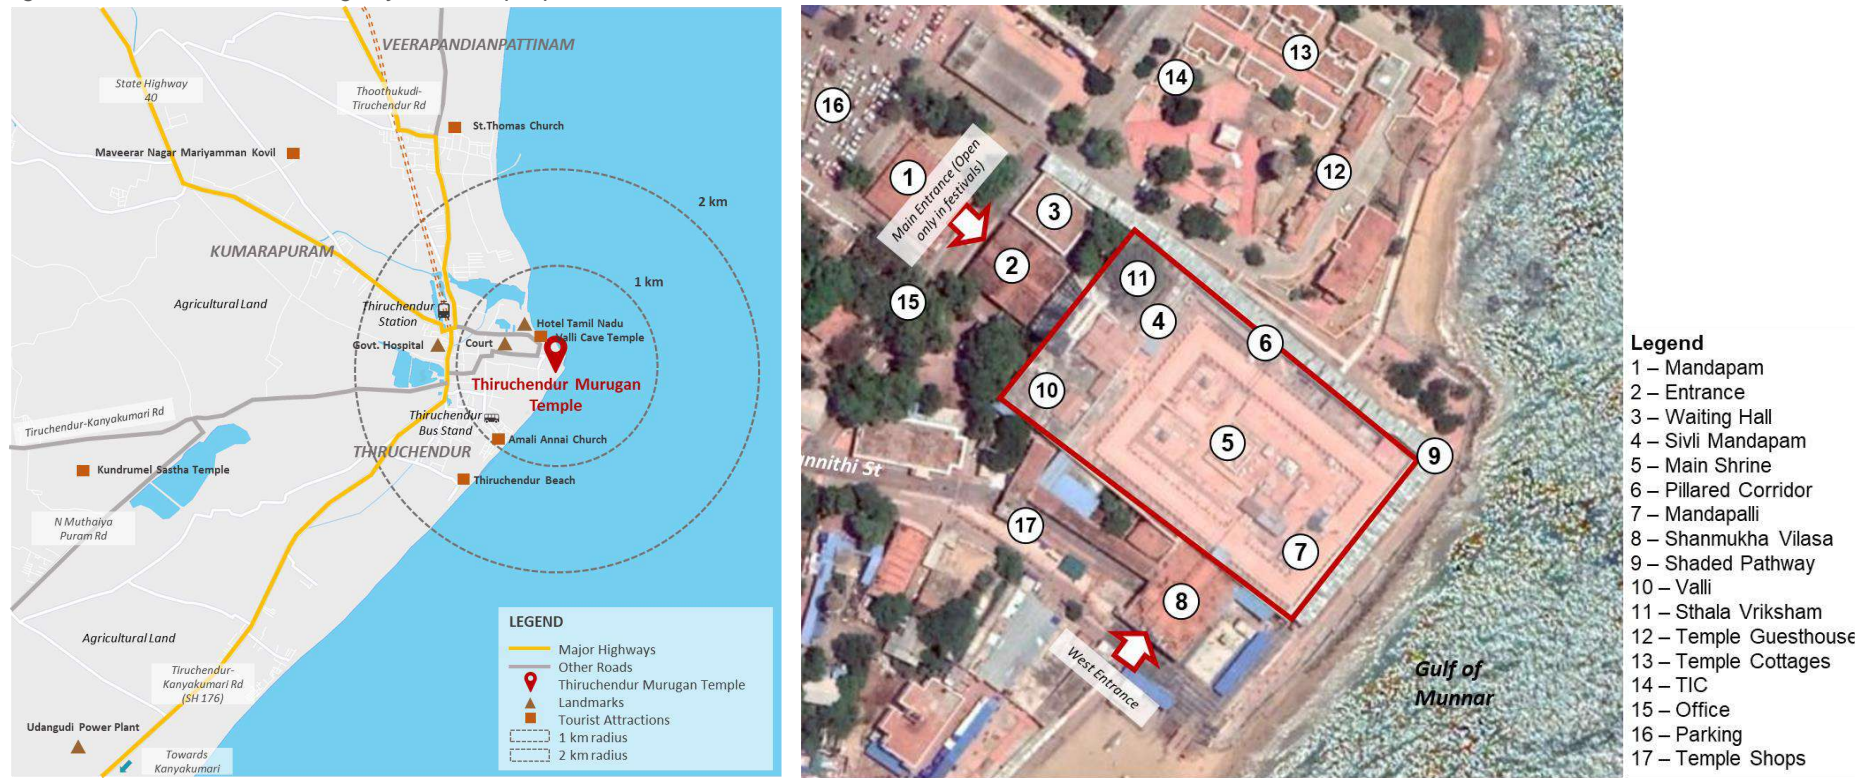 VEERAPANDIANPATTINAM
State Highway
40
Thoothukudi-
Tiruchendur Rd
St.Thomas Church
Maveerar Nagar Mariyamman Kovil
2 km
KUMARAPURAM
1 km
Agricultural Land
Thiruchendur
Station
Hotel Tamil Nadu
Valli Cave Temple
Govt. Hospital
Court
Thiruchendur Murugan
Temple
Tiruchendur-Kanyakumari Rd
Thiruchendur
Bus Stand
Amali Annai Church
THIRUCHENDUR
Kundrumel Sastha Temple
Thiruchendur Beach
N Muthaiya
Puram Rd
Agricultural Land
Tiruchendur-
Kanyakumari Rd
(SH 176)
Udangudi Power Plant
Towards
Kanyakumari
LEGEND
Major Highways
Other Roads
Thiruchendur Murugan Temple
Landmarks
Tourist Attractions
1 km radius
2 km radius
13
14
16
12
1
Main Entrance (Open
only in festivals)
3
2
11
15
4
6
10
5
9
unnithi St
17
7
8
West Entrance
Gulf of
Munnar
Legend
1 – Mandapam
2 – Entrance
3 – Waiting Hall
4 – Sivli Mandapam
5 – Main Shrine
6 – Pillared Corridor
7 – Mandapalli
8 – Shanmukha Vilasa
9 – Shaded Pathway
10 – Valli
11 – Sthala Vriksham
12 – Temple Guesthouse
13 – Temple Cottages
14 – TIC
15 – Office
16 – Parking
17 – Temple Shops